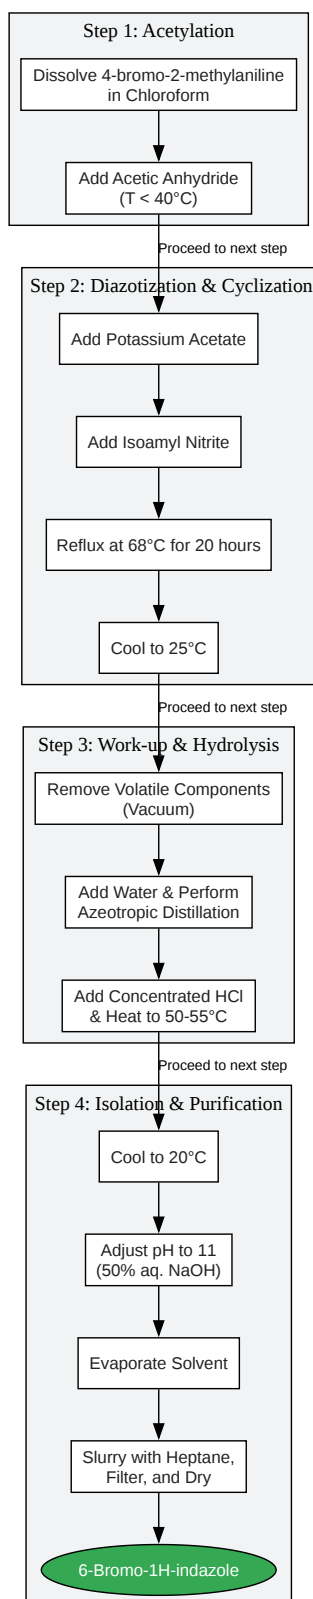 Step 1: Acetylation
Dissolve 4-bromo-2-methylaniline
in Chloroform
Add Acetic Anhydride
(T < 40°C)
Proceed to next step
Step 2: Diazotization & Cyclization
Add Potassium Acetate
Add Isoamyl Nitrite
Reflux at 68°C for 20 hours
Cool to 25°C
Proceed to next step
Step 3: Work-up & Hydrolysis
Remove Volatile Components
(Vacuum)
Add Water & Perform
Azeotropic Distillation
Add Concentrated HCl
& Heat to 50-55°C
Proceed to next step
Step 4: Isolation & Purification
Cool to 20°C
Adjust pH to 11
(50% aq. NaOH)
Evaporate Solvent
Slurry with Heptane,
Filter, and Dry
6-Bromo-1H-indazole